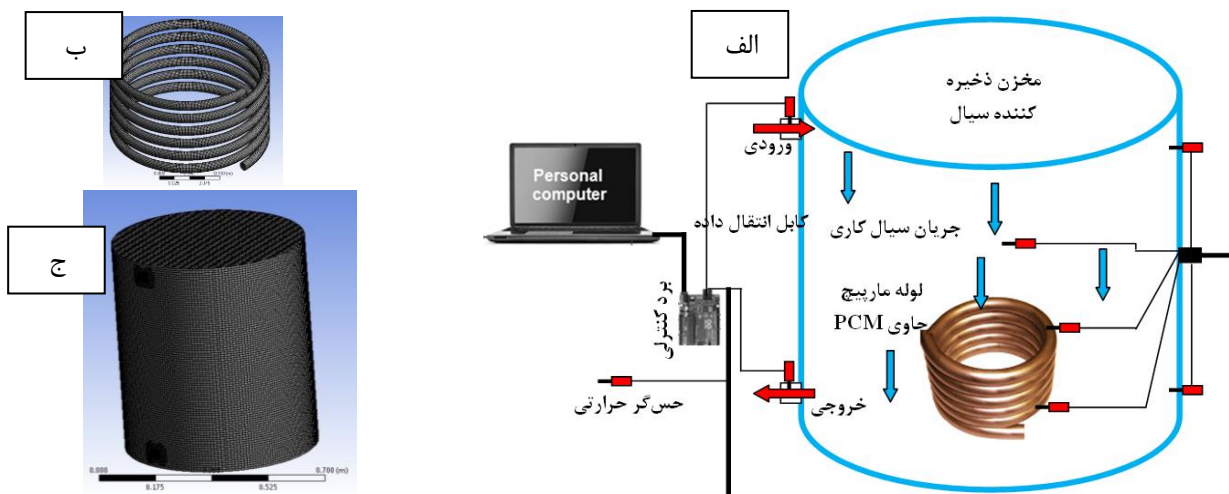 الف
مخزن ذخیره
کننده سیال
ورودی
Personal
computer
کابل انتقال داده
جریان سیال کاری
لوله مارپیچ
حاوی PCM
برد کنترلی
حس‌گر حرارتی
خروجی
ب
ج
0.000
0.700 (m)
0.175
0.525